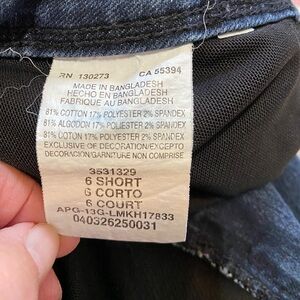 RN 130273 CA 55394
MADE IN BANGLADESH
HECHO EN BANGLADESH
FABRIQUE AU BANGLADESH
81% COTTON 17% POLYESTER 2% SPANDEX
81% ALGODON 17% POLIESTER 2% SPANDEX
81% COTON 17% POLYESTER 2% SPANDEX
EXCLUSIVE OF DECORATION/EXCEPTO
DECORACION/GARNITURE NON COMPRISE
3531329
6 SHORT
6 CORTO
6 COURT
APG-13G-LMKH17833
040326250031